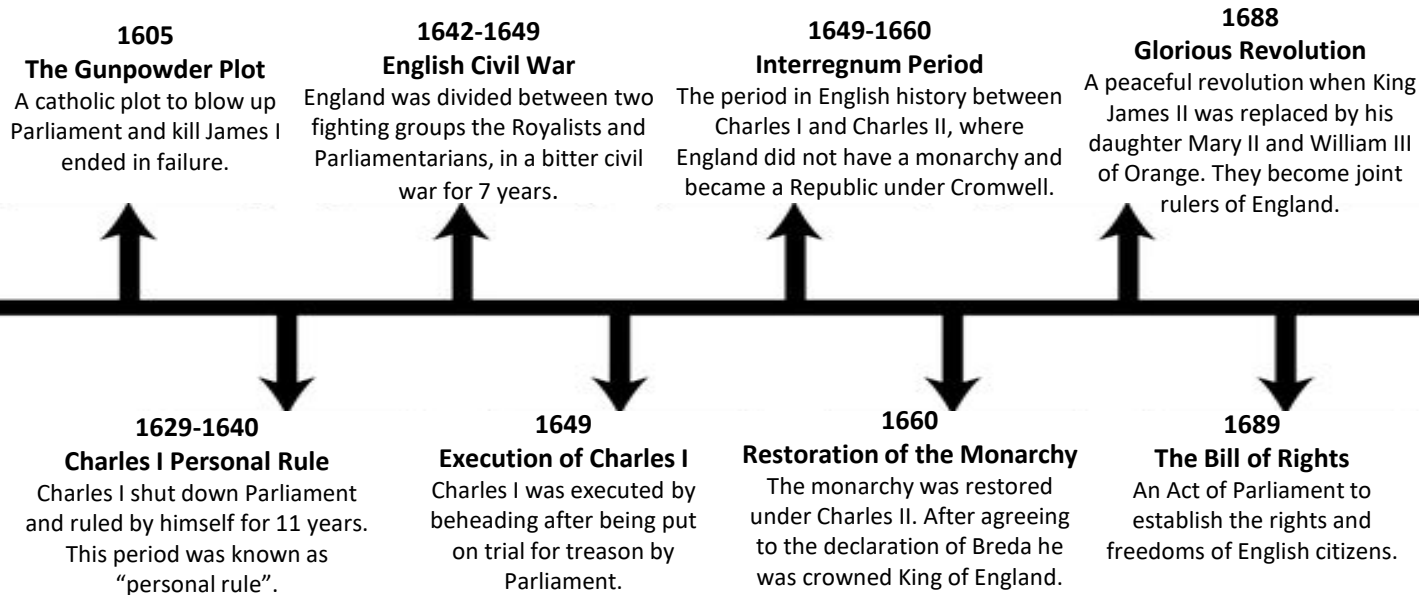 1605
The Gunpowder Plot
A catholic plot to blow up
Parliament and kill James I
ended in failure.
1642-1649
English Civil War
England was divided between two
fighting groups the Royalists and
Parliamentarians, in a bitter civil
war for 7 years.
1649-1660
Interregnum Period
The period in English history between
Charles I and Charles II, where
England did not have a monarchy and
became a Republic under Cromwell.
1688
Glorious Revolution
A peaceful revolution when King
James II was replaced by his
daughter Mary II and William III
of Orange. They become joint
rulers of England.
1629-1640
Charles I Personal Rule
Charles I shut down Parliament
and ruled by himself for 11 years.
This period was known as
“personal rule”.
1649
Execution of Charles I
Charles I was executed by
beheading after being put
on trial for treason by
Parliament.
1660
Restoration of the Monarchy
The monarchy was restored
under Charles II. After agreeing
to the declaration of Breda he
was crowned King of England.
1689
The Bill of Rights
An Act of Parliament to
establish the rights and
freedoms of English citizens.